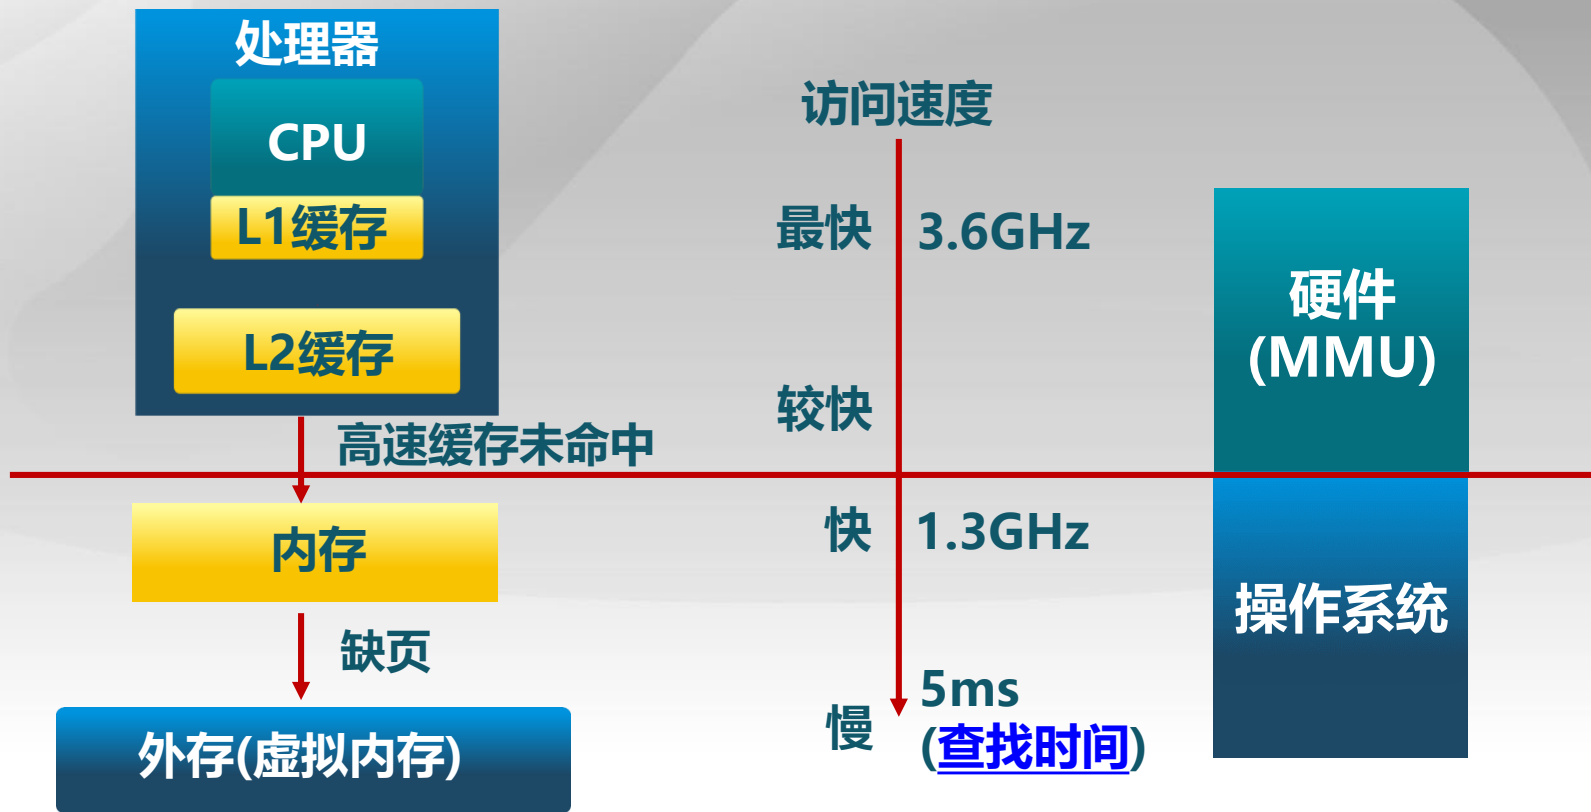 处理器
CPU
L1缓存
L2缓存
高速缓存未命中
内存
缺页
外存(虚拟内存)
访问速度
最快 3.6GHz
较快
快 1.3GHz
慢 5ms
(查找时间)
硬件
(MMU)
操作系统